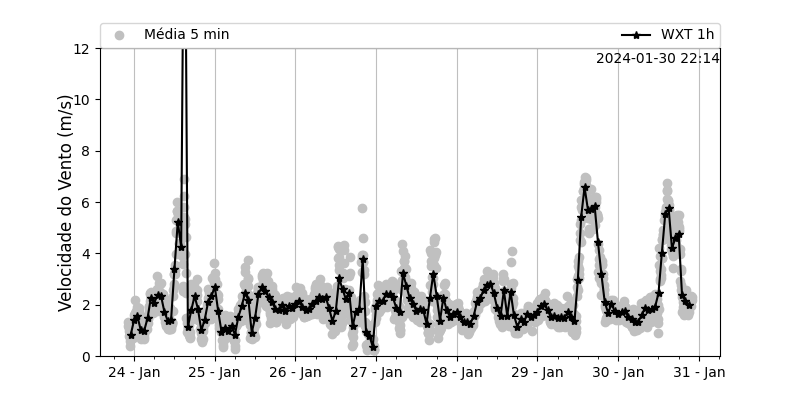 Média 5 min
WXT 1h
2024-01-30 22:14
Velocidade do Vento (m/s)
12
10
8
6
4
2
0
24 - Jan
25 - Jan
26 - Jan
27 - Jan
28 - Jan
29 - Jan
30 - Jan
31 - Jan